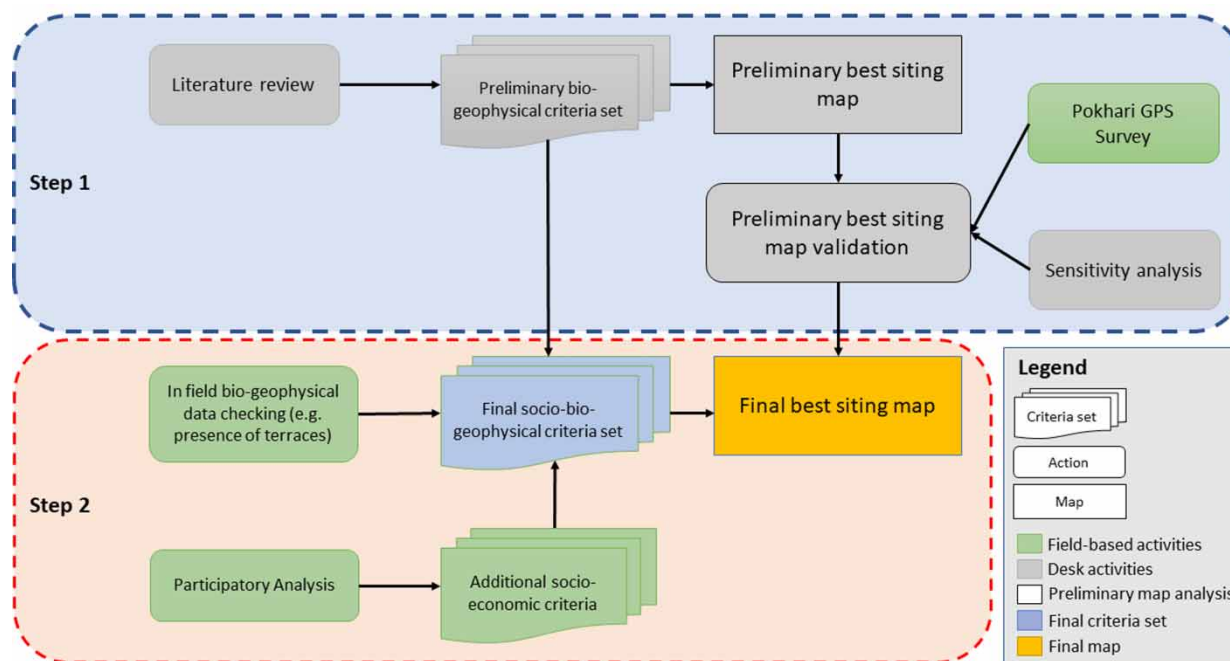 Step 1
Literature review
Preliminary bio-
geophysical criteria set
Preliminary best siting
map
Pokhari GPS
Survey
Preliminary best siting
map validation
Sensitivity analysis
Step 2
In field bio-geophysical
data checking (e.g.
presence of terraces)
Final socio-bio-
geophysical criteria set
Final best siting map
Participatory Analysis
Additional socio-
economic criteria
Legend
Criteria set
Action
Map
Field-based activities
Desk activities
Preliminary map analysis
Final criteria set
Final map